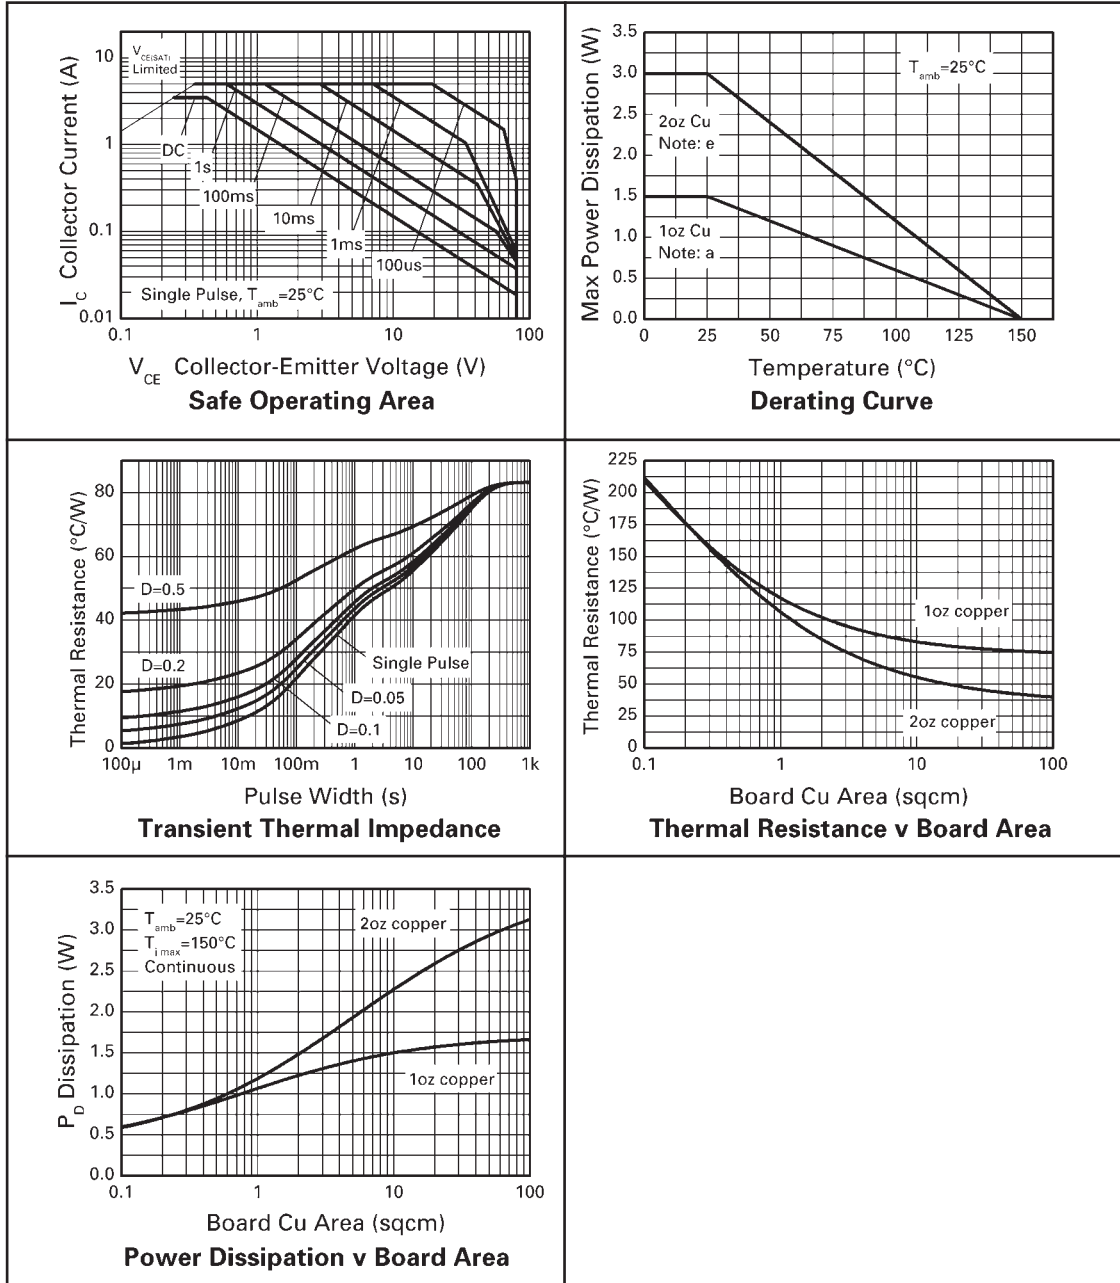 10
1
0.1
0.01
I_C Collector Current (A)
V_CE(SAT)
Limited
DC
1s
100ms
10ms
1ms
100us
Single Pulse, T_amb=25°C
0.1 1 10 100
V_CE Collector-Emitter Voltage (V)
Safe Operating Area
3.5
3.0
2.5
2.0
1.5
1.0
0.5
0.0
Max Power Dissipation (W)
T_amb=25°C
2oz Cu
Note: e
1oz Cu
Note: a
0 25 50 75 100 125 150
Temperature (°C)
Derating Curve
80
60
40
20
0
Thermal Resistance (°C/W)
D=0.5
D=0.2
Single Pulse
D=0.05
D=0.1
100µ 1m 10m 100m 1 10 100 1k
Pulse Width (s)
Transient Thermal Impedance
225
200
175
150
125
100
75
50
25
0
Thermal Resistance (°C/W)
1oz copper
2oz copper
0.1 1 10 100
Board Cu Area (sqcm)
Thermal Resistance v Board Area
3.5
3.0
2.5
2.0
1.5
1.0
0.5
0.0
P_D Dissipation (W)
T_amb=25°C
T_j max=150°C
Continuous
2oz copper
1oz copper
0.1 1 10 100
Board Cu Area (sqcm)
Power Dissipation v Board Area